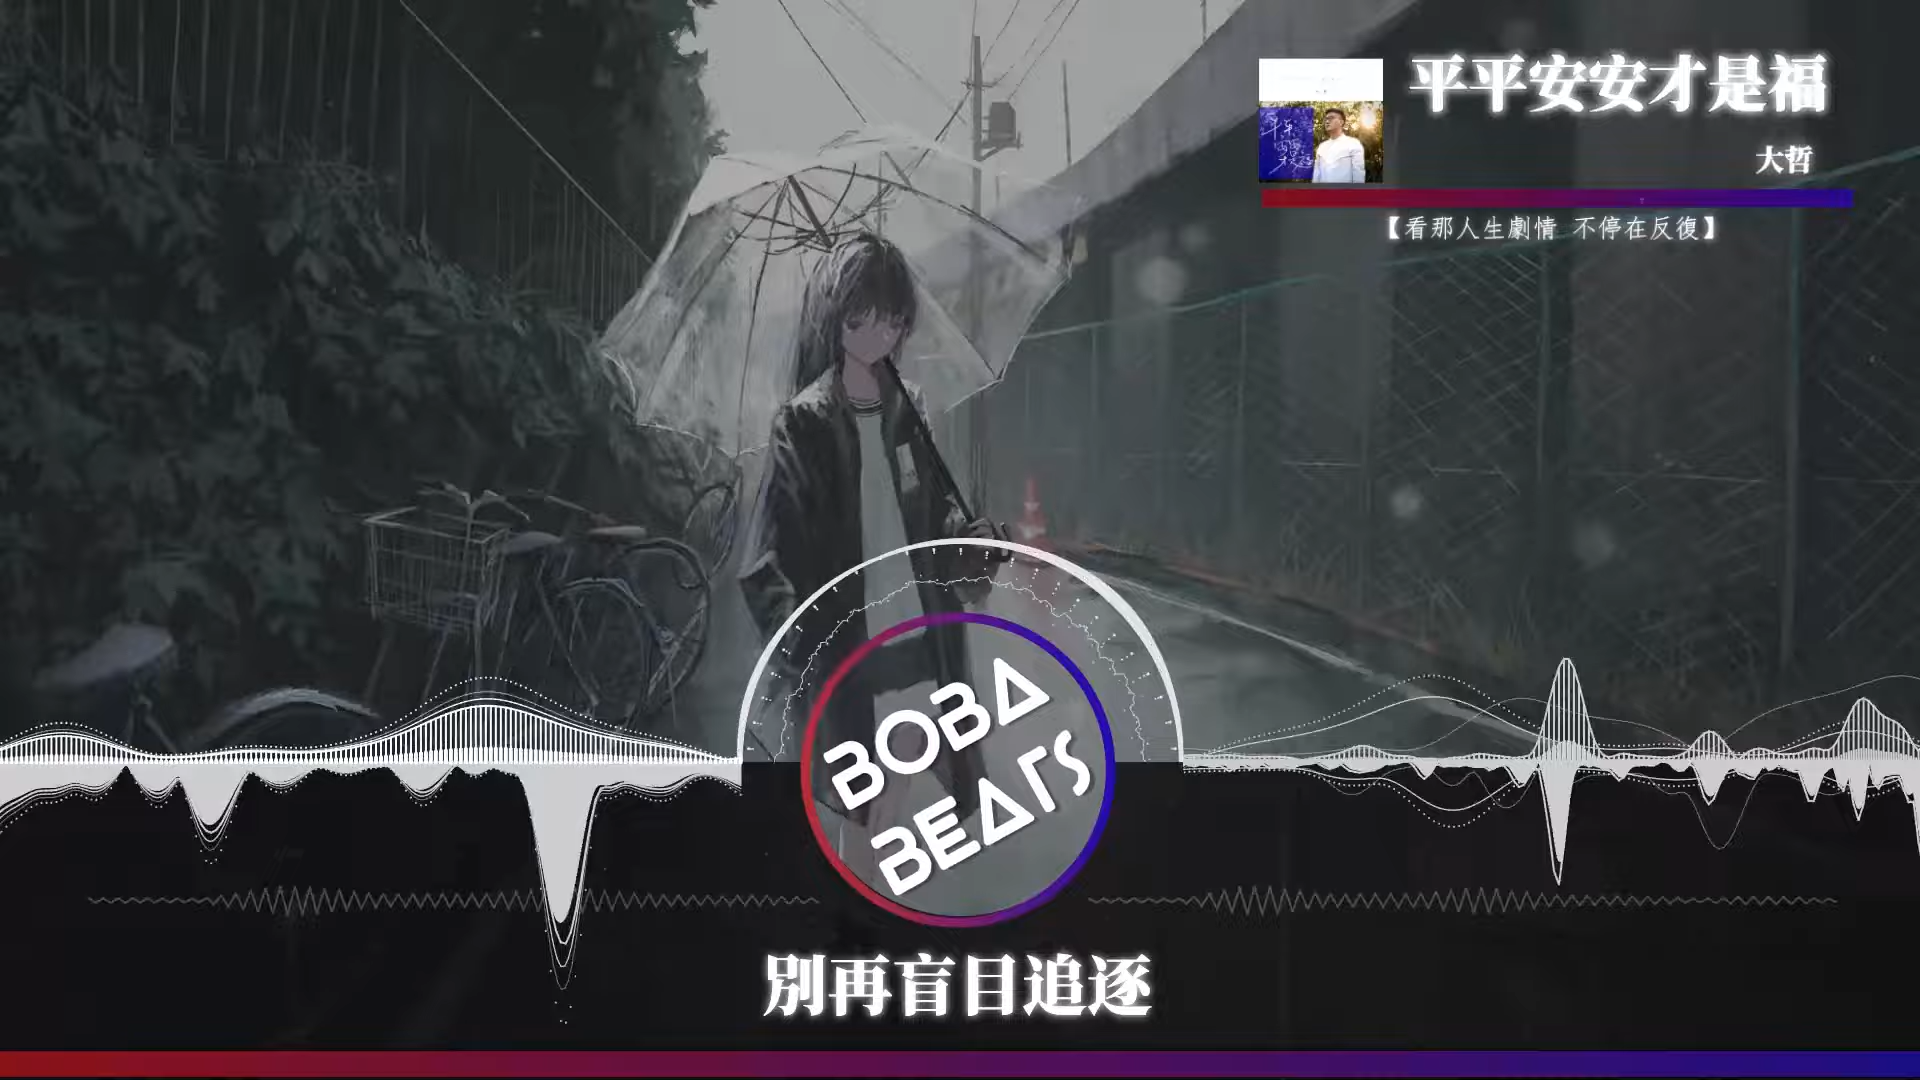 平平安安才是福
大哲
【看那人生劇情 不停在反復】
BOBA
BEATS
別再盲目追逐